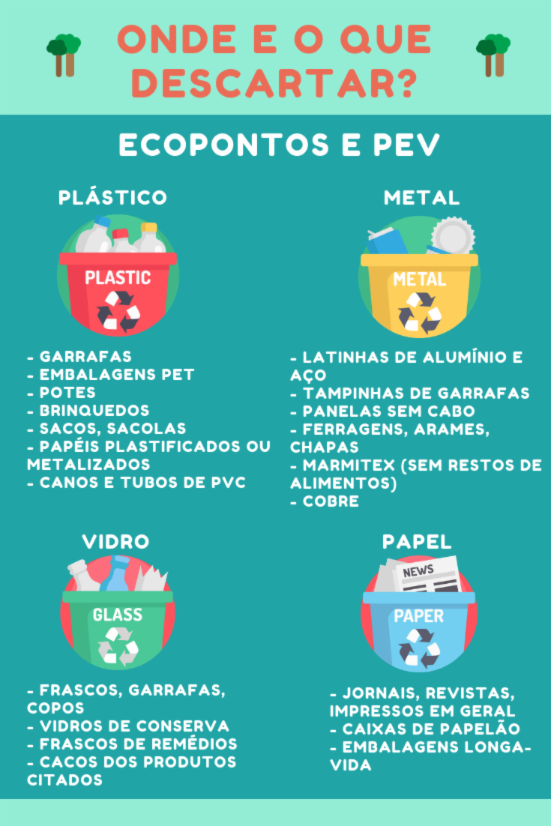 ONDE E O QUE
DESCARTAR?
ECOPONTOS E PEV
PLÁSTICO
PLASTIC
- GARRAFAS
- EMBALAGENS PET
- POTES
- BRINQUEDOS
- SACOS, SACOLAS
- PAPÉIS PLASTIFICADOS OU
METALIZADOS
- CANOS E TUBOS DE PVC
METAL
METAL
- LATINHAS DE ALUMÍNIO E
AÇO
- TAMPINHAS DE GARRAFAS
- PANELAS SEM CABO
- FERRAGENS, ARAMES,
CHAPAS
- MARMITEX (SEM RESTOS DE
ALIMENTOS)
- COBRE
VIDRO
GLASS
- FRASCOS, GARRAFAS,
COPOS
- VIDROS DE CONSERVA
- FRASCOS DE REMÉDIOS
- CACOS DOS PRODUTOS
CITADOS
PAPEL
NEWS
PAPER
- JORNAIS, REVISTAS,
IMPRESSOS EM GERAL
- CAIXAS DE PAPELÃO
- EMBALAGENS LONGA-
VIDA